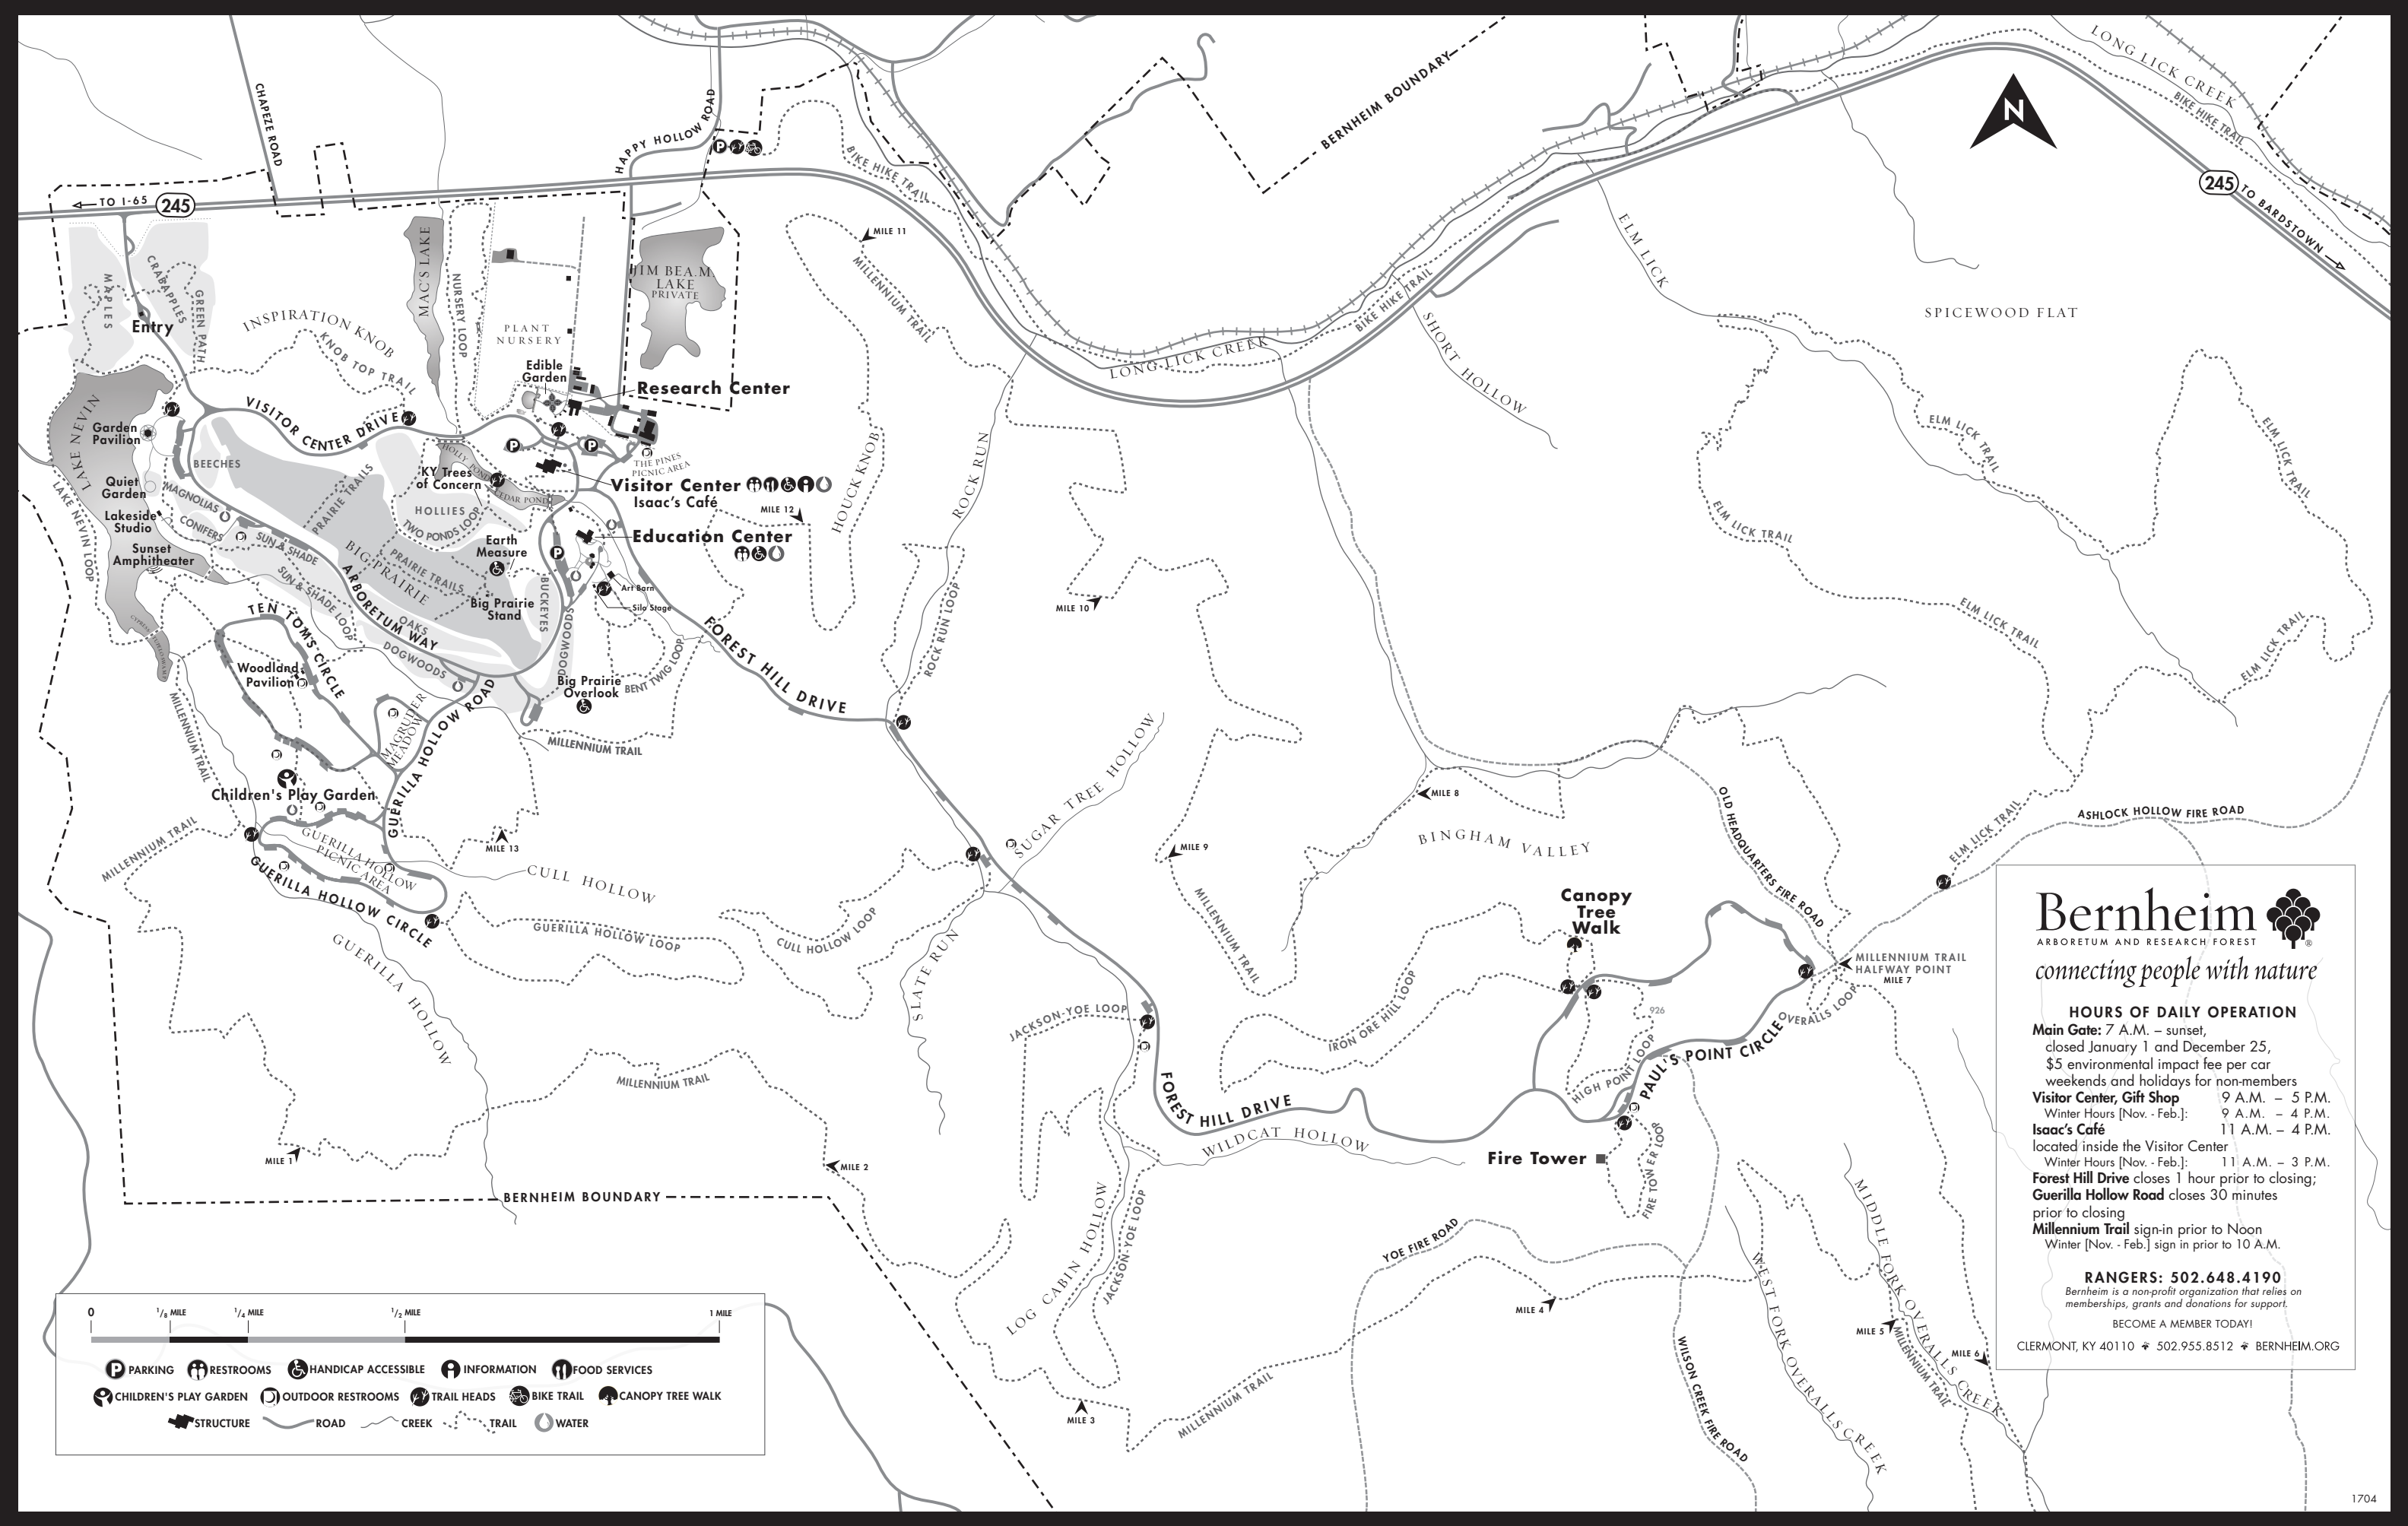 LONG LICK CREEK
BIKE HIKE TRAIL
BERNHEIM BOUNDARY
CHAPEZE ROAD
HAPPY HOLLOW ROAD
N
P
BIKE HIKE TRAIL
245
TO BARDSTOWN
TO I-65
245
MILE 11
ELM LICK
MAC'S LAKE
NURSERY LOOP
JIM BEAM
LAKE
PRIVATE
MILLENNIUM TRAIL
MAPLES
CRABAPPLES
GREEN PATH
Entry
INSPIRATION KNOB
KNOB TOP TRAIL
PLANT
NURSERY
BIKE HIKE TRAIL
SPICEWOOD FLAT
SHORT HOLLOW
LONG LICK CREEK
Edible
Garden
Research Center
VISITOR CENTER DRIVE
LAKE NEVIN
Garden
Pavilion
P
P
THE PINES
PICNIC AREA
BEECHES
PRAIRIE TRAILS
HOLLY POND
KY Trees
of Concern
CEDAR POND
Visitor Center
Isaac's Café
HOUCK KNOB
ROCK RUN
ELM LICK TRAIL
ELM LICK TRAIL
Quiet
Garden
MAGNOLIAS
HOLLIES
TWO PONDS LOOP
MILE 12
Lakeside
Studio
CONIFERS
SUN & SHADE
LAKE NEVIN LOOP
Education Center
Earth
Measure
P
ELM LICK TRAIL
Sunset
Amphitheater
BIG PRAIRIE
PRAIRIE TRAILS
SUN & SHADE LOOP
ARBORETUM WAY
BUCKEYES
Art Barn
Silo Stage
Big Prairie
Stand
OAKS
DOGWOODS
DOGWOODS
TEN TOM'S CIRCLE
MILE 10
ROCK RUN LOOP
FOREST HILL DRIVE
BENT TWIG LOOP
ELM LICK TRAIL
ELM LICK TRAIL
Woodland
Pavilion
Big Prairie
Overlook
MILLENNIUM TRAIL
MAGRUDER
MEADOW
GUERILLA HOLLOW ROAD
MILLENNIUM TRAIL
Children's Play Garden
SUGAR TREE HOLLOW
MILE 8
OLD HEADQUARTERS FIRE ROAD
ELM LICK TRAIL
ASHLOCK HOLLOW FIRE ROAD
MILLENNIUM TRAIL
GUERILLA HOLLOW
PICNIC AREA
GUERILLA HOLLOW CIRCLE
MILE 13
CULL HOLLOW
MILE 9
BINGHAM VALLEY
Canopy
Tree
Walk
GUERILLA HOLLOW LOOP
CULL HOLLOW LOOP
MILLENNIUM TRAIL
GUERILLA HOLLOW
SLATE RUN
MILLENNIUM TRAIL
HALFWAY POINT
MILE 7
JACKSON-YOE LOOP
IRON ORE HILL LOOP
926
OVERALLS LOOP
HIGH POINT LOOP
PAUL'S POINT CIRCLE
MILLENNIUM TRAIL
FOREST HILL DRIVE
WILDCAT HOLLOW
Fire Tower
FIRE TOWER LOOP
MILE 1
MILE 2
BERNHEIM BOUNDARY
LOG CABIN HOLLOW
JACKSON-YOE LOOP
YOE FIRE ROAD
MILE 4
WEST FORK OVERALLS CREEK
MIDDLE FORK OVERALLS CREEK
MILE 5
MILE 6
MILLENNIUM TRAIL
WILSON CREEK FIRE ROAD
MILE 3
MILLENNIUM TRAIL
Bernheim
®
ARBORETUM AND RESEARCH FOREST
connecting people with nature
HOURS OF DAILY OPERATION
Main Gate: 7 A.M. – sunset,
closed January 1 and December 25,
$5 environmental impact fee per car
weekends and holidays for non-members
Visitor Center, Gift Shop 9 A.M. – 5 P.M.
Winter Hours [Nov. - Feb.]: 9 A.M. – 4 P.M.
Isaac's Café 11 A.M. – 4 P.M.
located inside the Visitor Center
Winter Hours [Nov. - Feb.]: 11 A.M. – 3 P.M.
Forest Hill Drive closes 1 hour prior to closing;
Guerilla Hollow Road closes 30 minutes
prior to closing
Millennium Trail sign-in prior to Noon
Winter [Nov. - Feb.] sign in prior to 10 A.M.
RANGERS: 502.648.4190
Bernheim is a non-profit organization that relies on
memberships, grants and donations for support.
BECOME A MEMBER TODAY!
CLERMONT, KY 40110 502.955.8512 BERNHEIM.ORG
0 1/8 MILE 1/4 MILE 1/2 MILE 1 MILE
P PARKING RESTROOMS HANDICAP ACCESSIBLE INFORMATION FOOD SERVICES
CHILDREN'S PLAY GARDEN OUTDOOR RESTROOMS TRAIL HEADS BIKE TRAIL CANOPY TREE WALK
STRUCTURE ROAD CREEK TRAIL WATER
1704